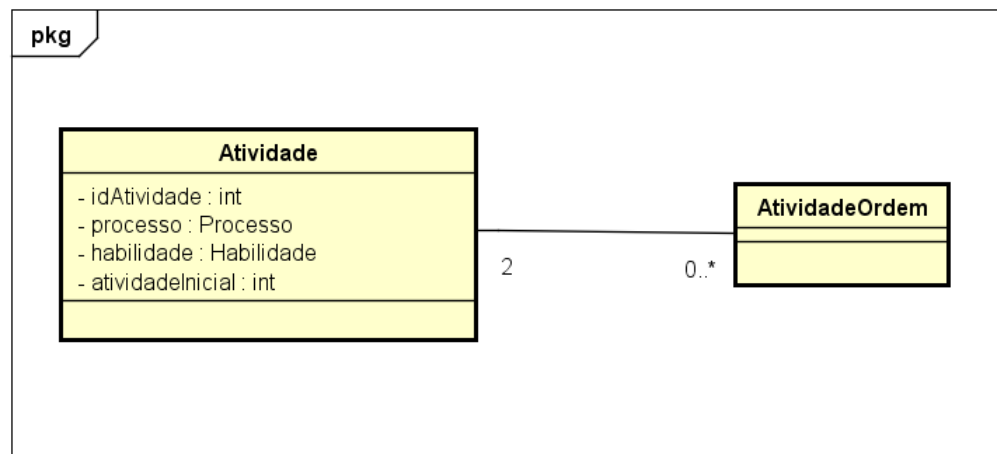 pkg
Atividade
- idAtividade : int
- processo : Processo
- habilidade : Habilidade
- atividadeInicial : int
AtividadeOrdem
2
0..*